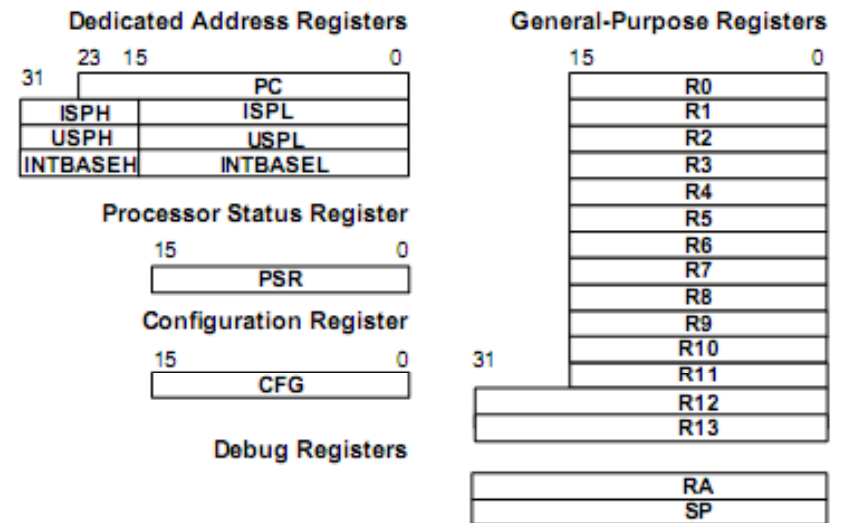 Dedicated Address Registers
23 15 0
31
PC
ISPH ISPL
USPH USPL
INTBASEH INTBASEL
Processor Status Register
15 0
PSR
Configuration Register
15 0
CFG
Debug Registers
General-Purpose Registers
15 0
R0
R1
R2
R3
R4
R5
R6
R7
R8
R9
R10
31
R11
R12
R13
RA
SP